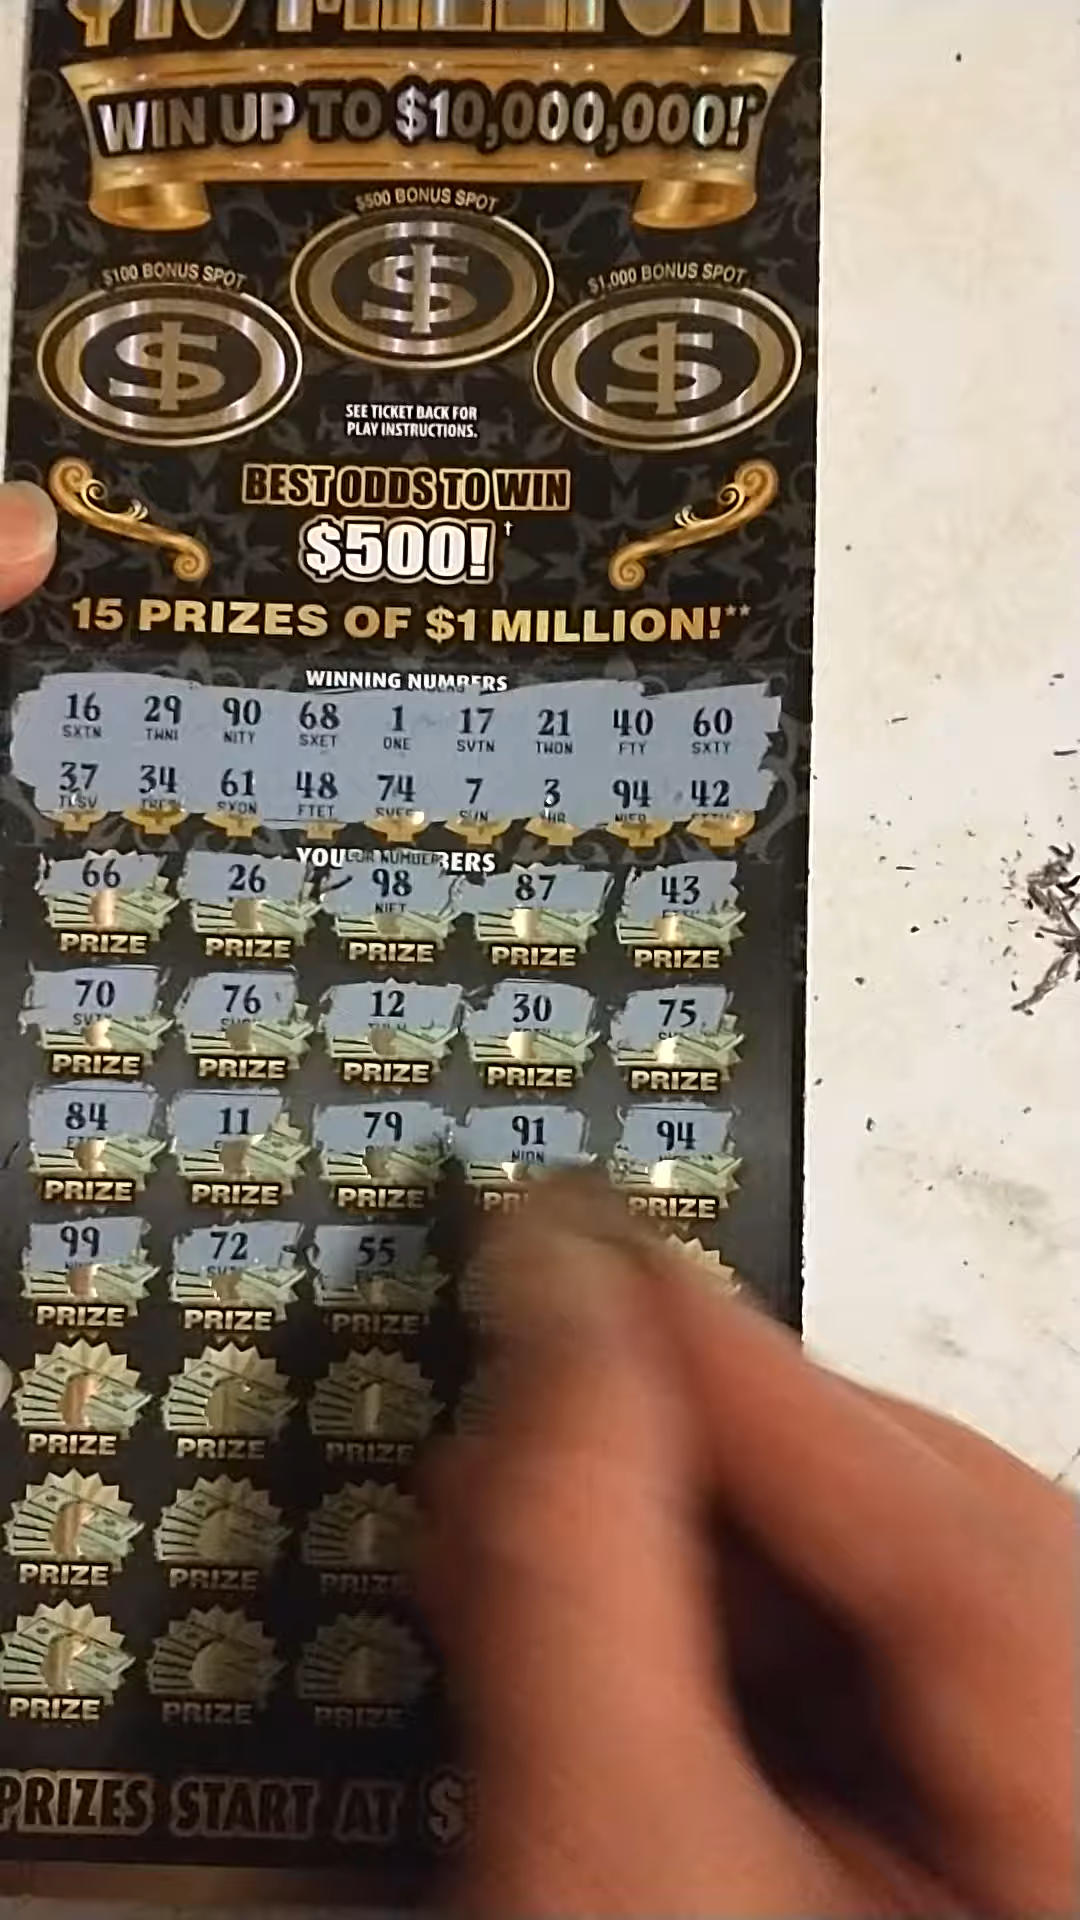 $10 MILLION
WIN UP TO $10,000,000!*
$500 BONUS SPOT
$100 BONUS SPOT
$1,000 BONUS SPOT
SEE TICKET BACK FOR
PLAY INSTRUCTIONS.
BEST ODDS TO WIN
$500!†
15 PRIZES OF $1 MILLION!**
WINNING NUMBERS
16 29 90 68 1 17 21 40 60
SXTN TWNI NITY SXET ONE SVTN TWON FTY SXTY
37 34 61 48 74 7 3 94 42
SXON FTET
YOUR NUMBERS
66 26 98 87 43
PRIZE PRIZE PRIZE PRIZE PRIZE
70 76 12 30 75
PRIZE PRIZE PRIZE PRIZE PRIZE
84 11 79 91 94
NION
PRIZE PRIZE PRIZE PRIZE
99 72 55
PRIZE PRIZE PRIZE
PRIZE PRIZE PRIZE
PRIZE PRIZE PRIZE
PRIZE PRIZE PRIZE
PRIZES START AT $